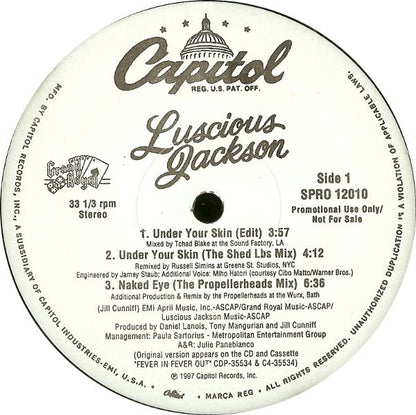 Capitol
REG. U.S. PAT. OFF.
Luscious
Jackson
Grand
Royal
33 1/3 rpm
Stereo
Side 1
SPRO 12010
Promotional Use Only/
Not For Sale
1. Under Your Skin (Edit) 3:57
Mixed by Tchad Blake at the Sound Factory, LA
2. Under Your Skin (The Shed Lbs Mix) 4:12
Remixed by Russell Simins at Greene St. Studios, NYC
Engineered by Jamey Staub; Additional Voice: Miho Hatori (courtesy Cibo Matto/Warner Bros.)
3. Naked Eye (The Propellerheads Mix) 6:36
Additional Production & Remix by the Propellerheads at the Wurx, Bath
(Jill Cunniff) EMI April Music, Inc.-ASCAP/Grand Royal Music-ASCAP/
Luscious Jackson Music-ASCAP
Produced by Daniel Lanois, Tony Mangurian and Jill Cunniff
Management: Paula Sartorius - Metropolitan Entertainment Group
A&R: Julie Panebianco
(Original version appears on the CD and Cassette
"FEVER IN FEVER OUT" CDP-35534 & C4-35534)
℗ 1997 Capitol Records, Inc.
MFD. BY CAPITOL RECORDS, INC., A SUBSIDIARY OF CAPITOL INDUSTRIES-EMI, U.S.A. MARCA REG. ALL RIGHTS RESERVED. UNAUTHORIZED DUPLICATION IS A VIOLATION OF APPLICABLE LAWS.